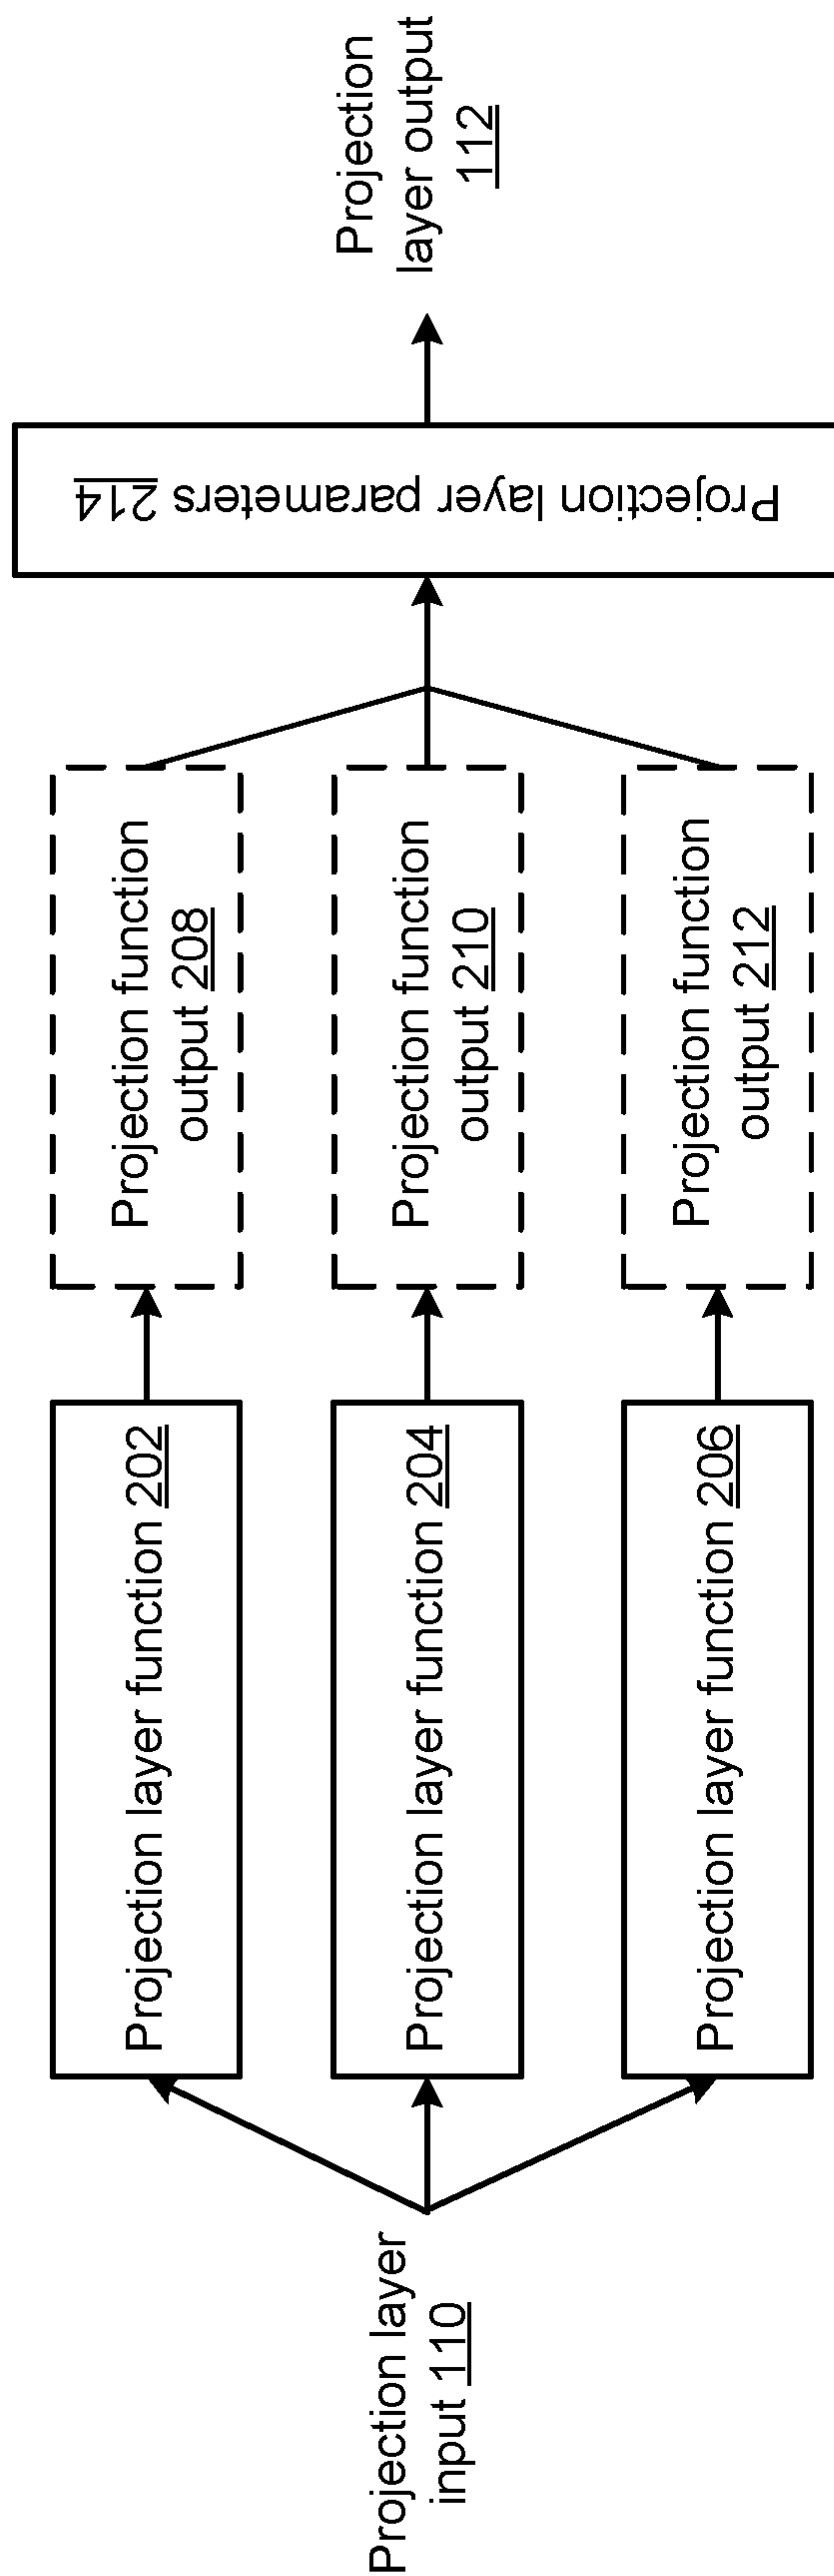 Projection layer
input 110
Projection layer function 202
Projection layer function 204
Projection layer function 206
Projection function
output 208
Projection function
output 210
Projection function
output 212
Projection layer parameters 214
Projection
layer output
112